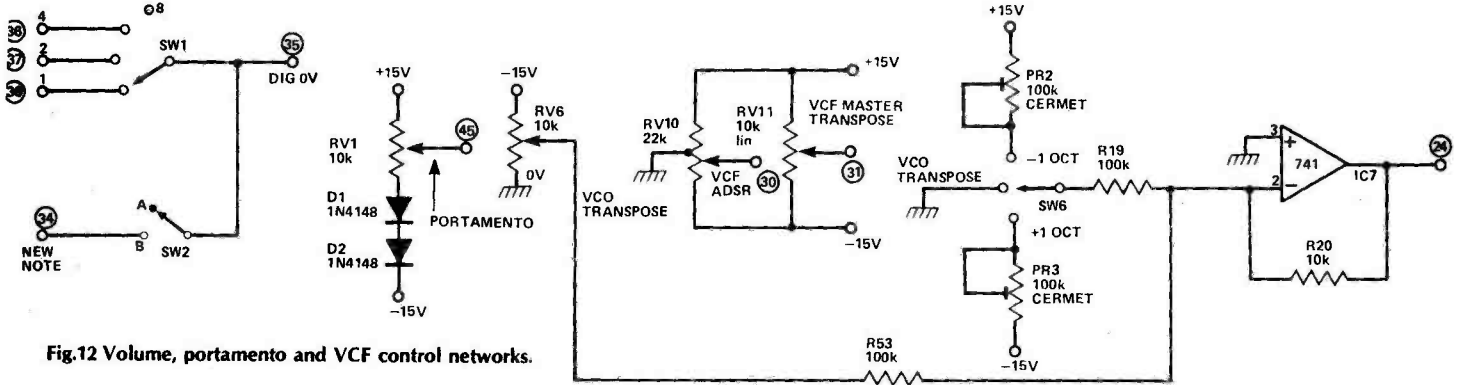 4
8
36
SW1
35
2
37
DIG 0V
1
+15V
-15V
RV1
10k
45
RV6
10k
0V
D1
1N4148
PORTAMENTO
A
34
B
SW2
NEW
NOTE
D2
1N4148
-15V
VCO
TRANSPOSE
+15V
VCF MASTER
TRANSPOSE
RV10
22k
RV11
10k
lin
VCF
ADSR
30
31
-15V
+15V
PR2
100k
CERMET
-1 OCT
VCO
TRANSPOSE
SW6
R19
100k
+1 OCT
PR3
100k
CERMET
-15V
3
+
741
2
−
IC7
24
R20
10k
R53
100k
Fig.12 Volume, portamento and VCF control networks.